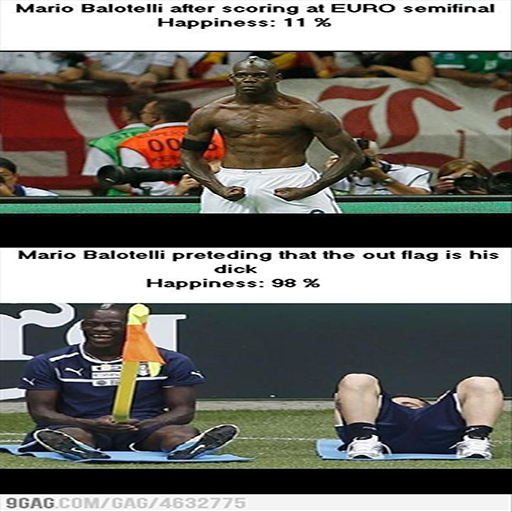 Mario Balotelli after scoring at EURO semifinal
Happiness: 11 %
Mario Balotelli preteding that the out flag is his
dick
Happiness: 98 %
9GAG.COM/GAG/4632775